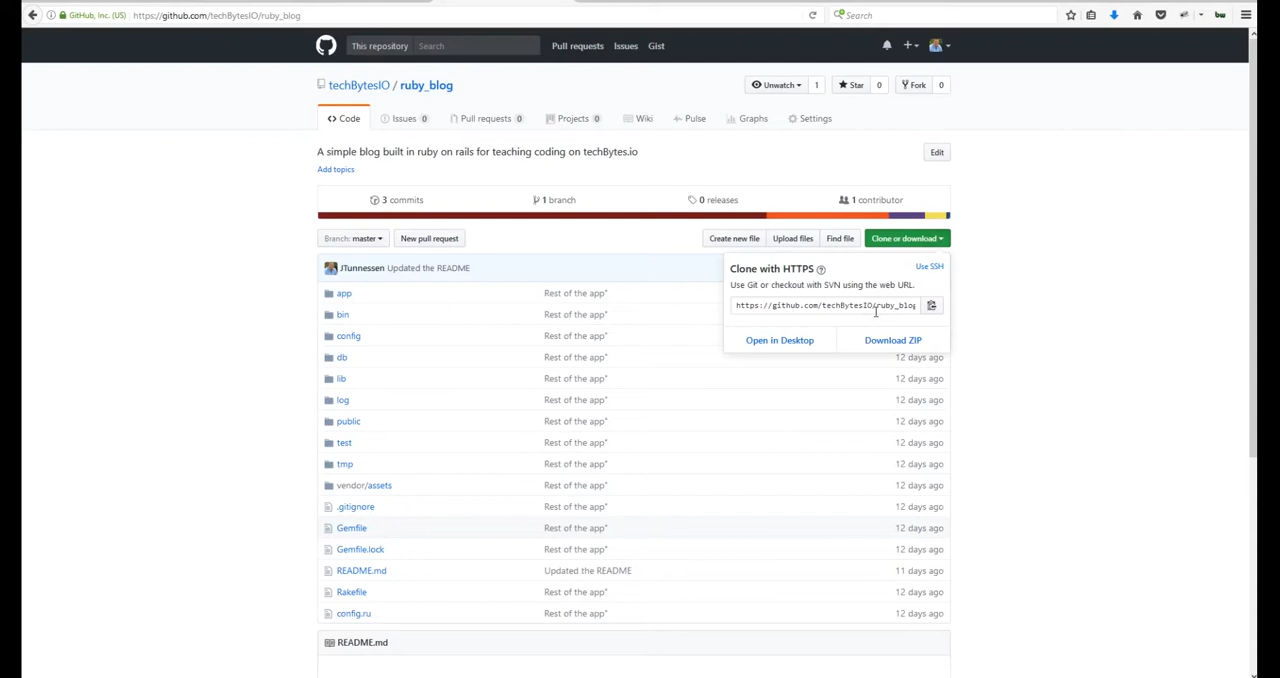 GitHub, Inc. (US) https://github.com/techBytesIO/ruby_blog Search
This repository Search Pull requests Issues Gist
techBytesIO / ruby_blog Unwatch 1 Star 0 Fork 0
Code Issues 0 Pull requests 0 Projects 0 Wiki Pulse Graphs Settings
A simple blog built in ruby on rails for teaching coding on techBytes.io Edit
Add topics
3 commits 1 branch 0 releases 1 contributor
Branch: master New pull request Create new file Upload files Find file Clone or download
JTunnessen Updated the README
Clone with HTTPS Use SSH
Use Git or checkout with SVN using the web URL.
https://github.com/techBytesIO/ruby_blog
Open in Desktop Download ZIP
app Rest of the app"
bin Rest of the app"
config Rest of the app"
db Rest of the app" 12 days ago
lib Rest of the app" 12 days ago
log Rest of the app" 12 days ago
public Rest of the app" 12 days ago
test Rest of the app" 12 days ago
tmp Rest of the app" 12 days ago
vendor/assets Rest of the app" 12 days ago
.gitignore Rest of the app" 12 days ago
Gemfile Rest of the app" 12 days ago
Gemfile.lock Rest of the app" 12 days ago
README.md Updated the README 11 days ago
Rakefile Rest of the app" 12 days ago
config.ru Rest of the app" 12 days ago
README.md